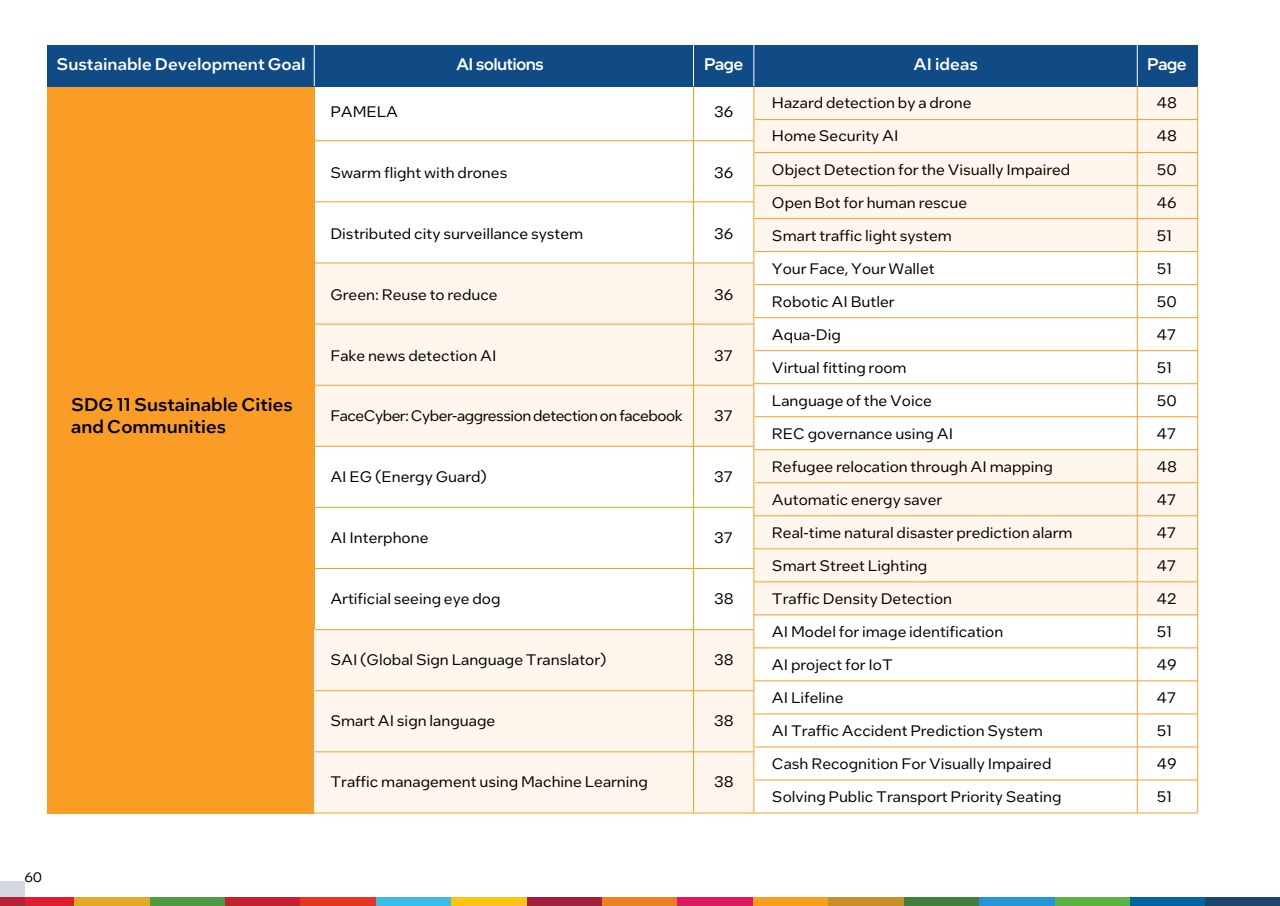 Sustainable Development Goal AI solutions Page AI ideas Page
SDG 11 Sustainable Cities
and Communities
PAMELA 36
Swarm flight with drones 36
Distributed city surveillance system 36
Green: Reuse to reduce 36
Fake news detection AI 37
FaceCyber: Cyber-aggression detection on facebook 37
AI EG (Energy Guard) 37
AI Interphone 37
Artificial seeing eye dog 38
SAI (Global Sign Language Translator) 38
Smart AI sign language 38
Traffic management using Machine Learning 38
Hazard detection by a drone 48
Home Security AI 48
Object Detection for the Visually Impaired 50
Open Bot for human rescue 46
Smart traffic light system 51
Your Face, Your Wallet 51
Robotic AI Butler 50
Aqua-Dig 47
Virtual fitting room 51
Language of the Voice 50
REC governance using AI 47
Refugee relocation through AI mapping 48
Automatic energy saver 47
Real-time natural disaster prediction alarm 47
Smart Street Lighting 47
Traffic Density Detection 42
AI Model for image identification 51
AI project for IoT 49
AI Lifeline 47
AI Traffic Accident Prediction System 51
Cash Recognition For Visually Impaired 49
Solving Public Transport Priority Seating 51
60